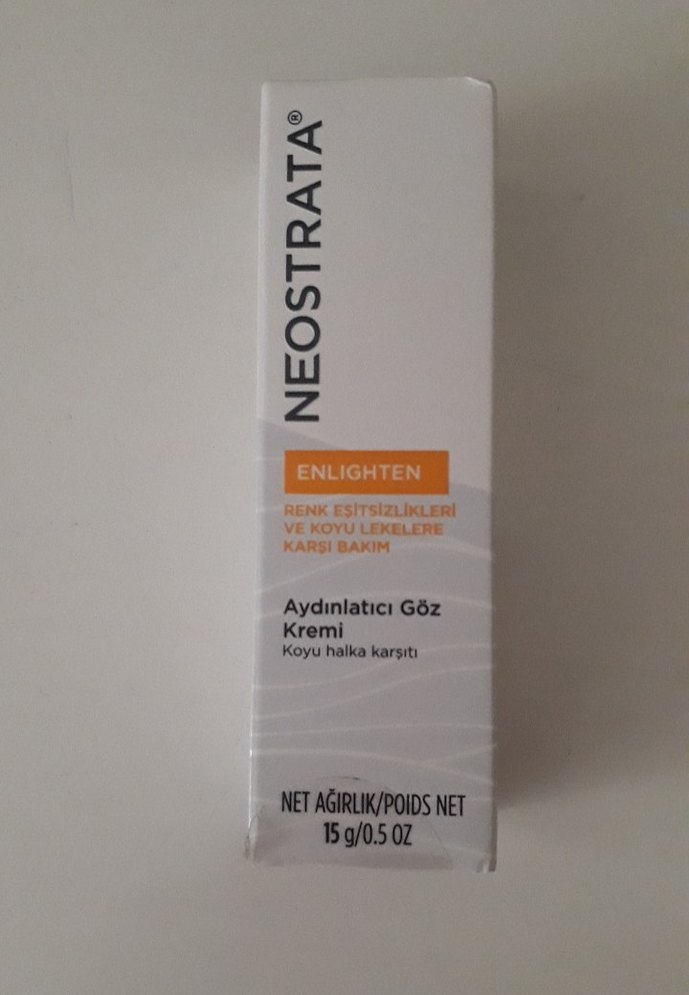 NEOSTRATA®
ENLIGHTEN
RENK EŞİTSİZLİKLERİ
VE KOYU LEKELERE
KARŞI BAKIM
Aydınlatıcı Göz
Kremi
Koyu halka karşıtı
NET AĞIRLIK/POIDS NET
15 g/0.5 OZ